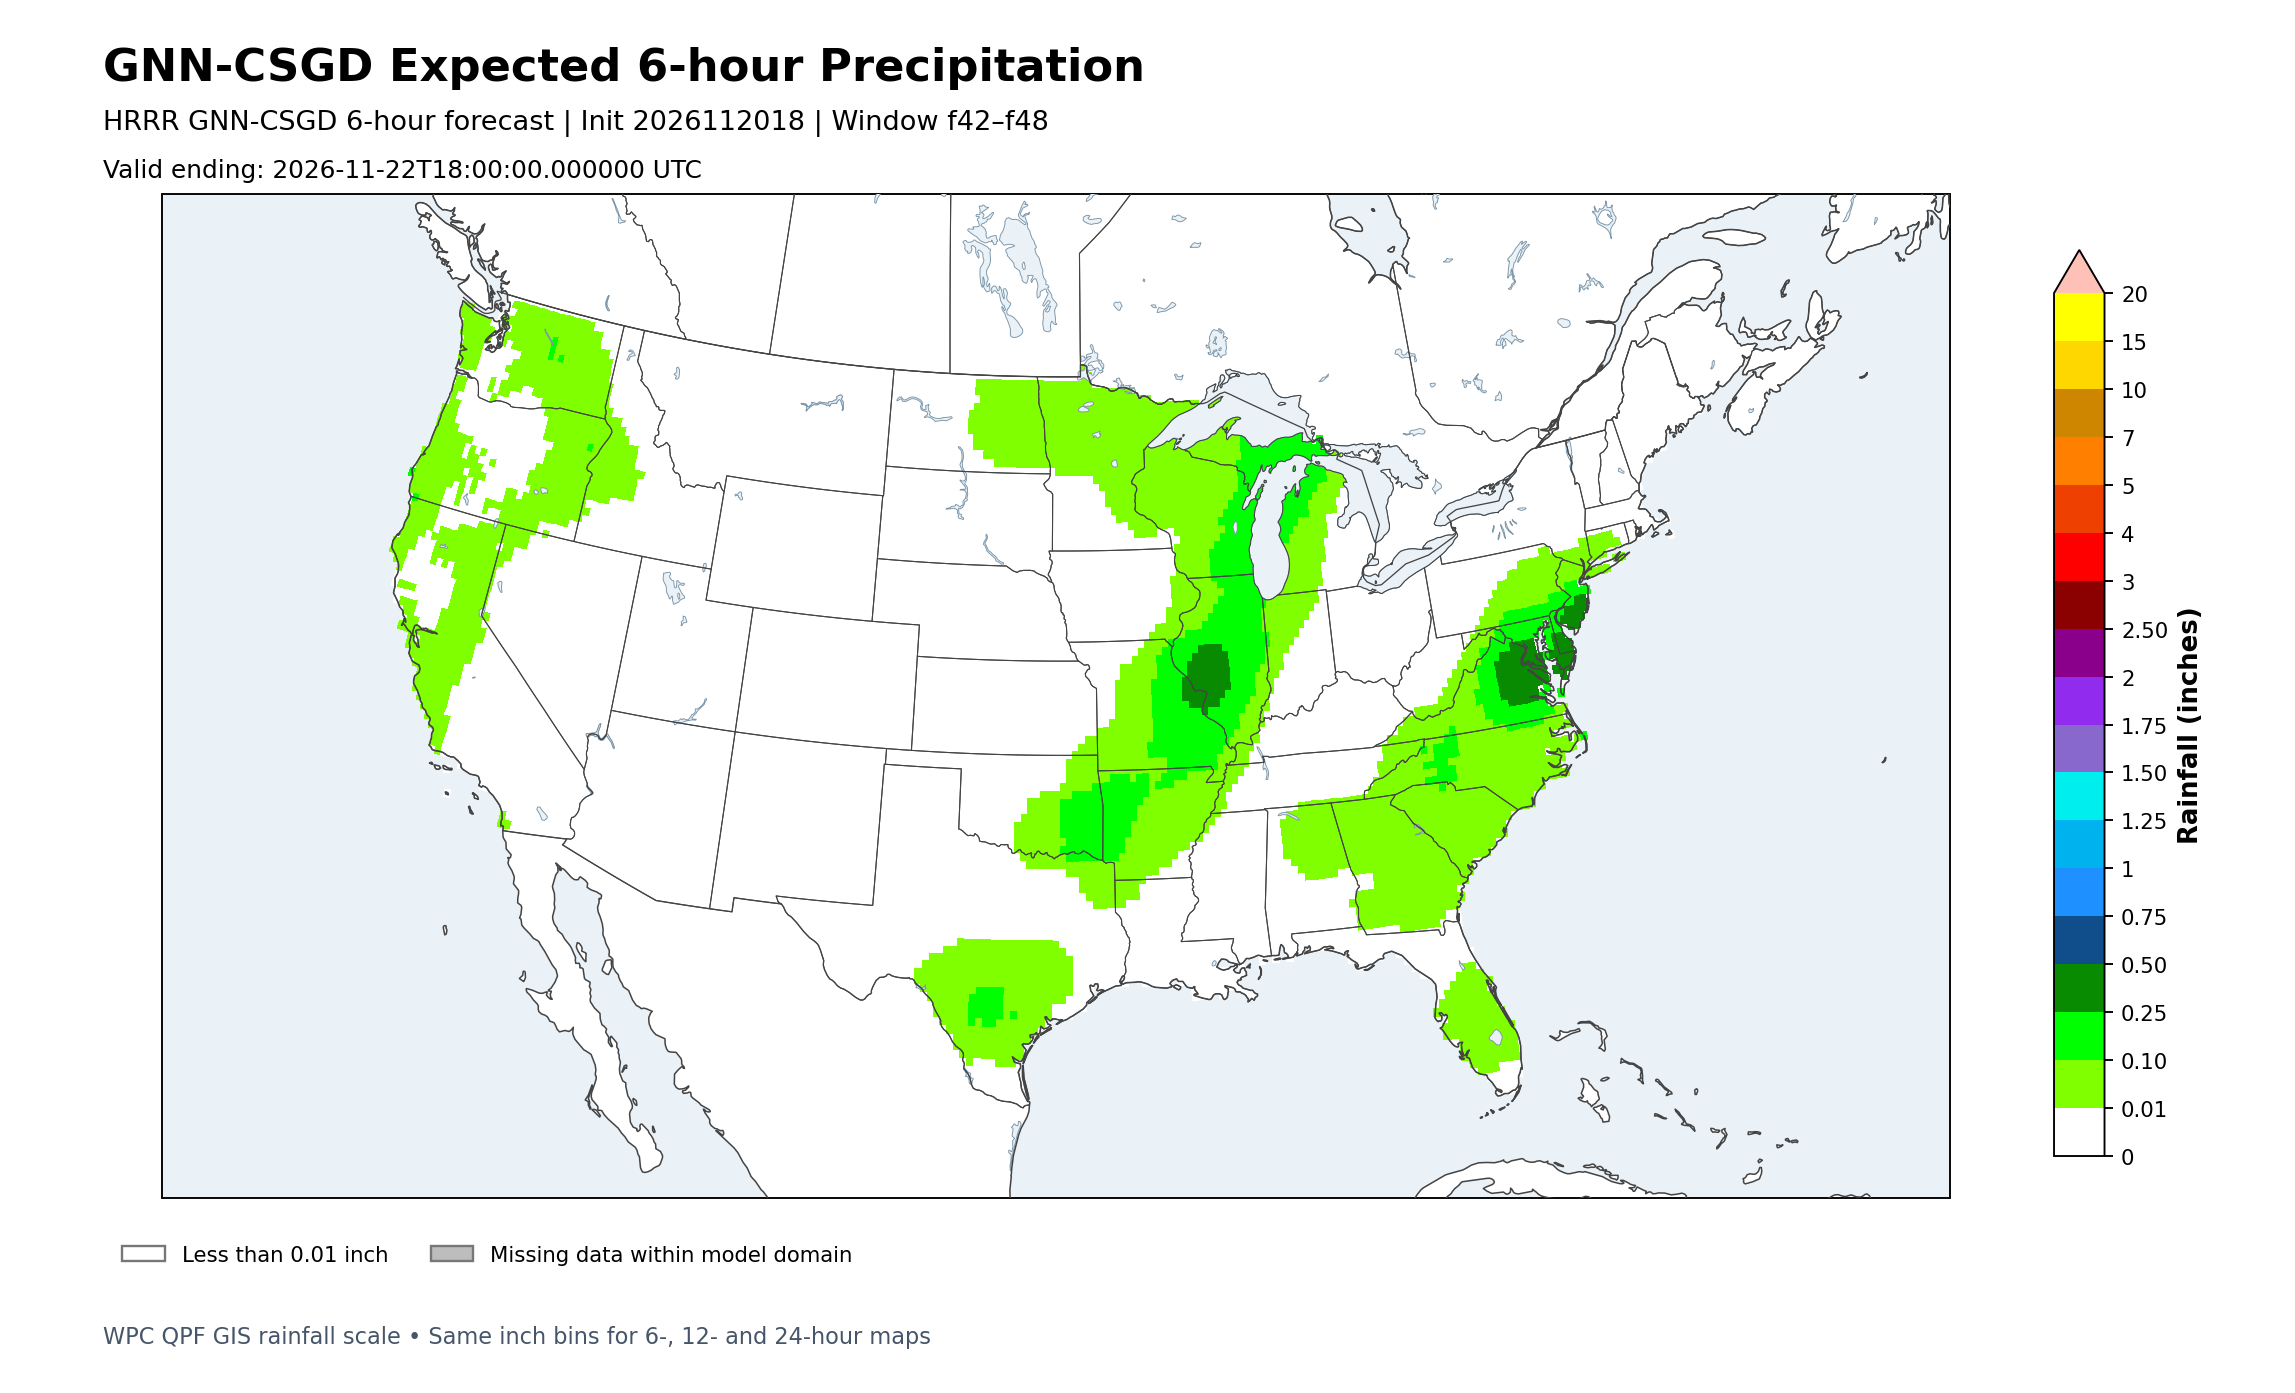 GNN-CSGD Expected 6-hour Precipitation
HRRR GNN-CSGD 6-hour forecast | Init 2026112018 | Window f42–f48
Valid ending: 2026-11-22T18:00:00.000000 UTC
20
15
10
7
5
4
3
2.50
2
1.75
1.50
1.25
1
0.75
0.50
0.25
0.10
0.01
0
Rainfall (inches)
Less than 0.01 inch
Missing data within model domain
WPC QPF GIS rainfall scale • Same inch bins for 6-, 12- and 24-hour maps